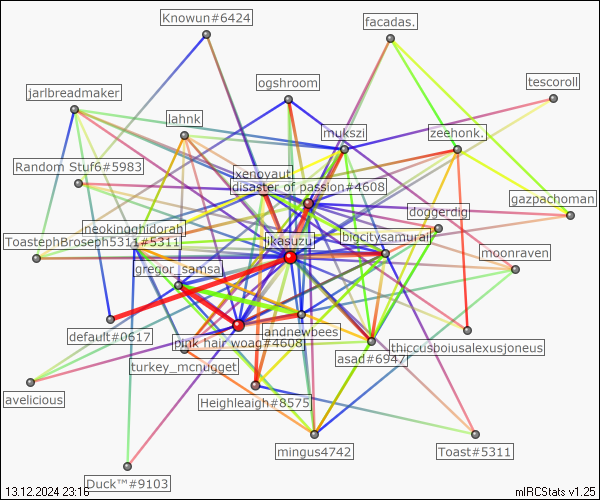 Knowun#6424
facadas.
tescoroll
ogshroom
jarlbreadmaker
lahnk
mukszi
zeehonk.
Random Stuf6#5983
xenovaut
disaster of passion#4608
gazpachoman
doggerdig
neokingghidorah
ToastephBroseph5311#5311
likasuzu
bigcitysamurai
moonraven
gregor_samsa
default#0617
andnewbees
pink hair woag#4608
thiccusboiusalexusjoneus
asad#6947
turkey_mcnugget
avelicious
Heighleaigh#8575
mingus4742
Toast#5311
Duck™#9103
13.12.2024 23:16
mIRCStats v1.25